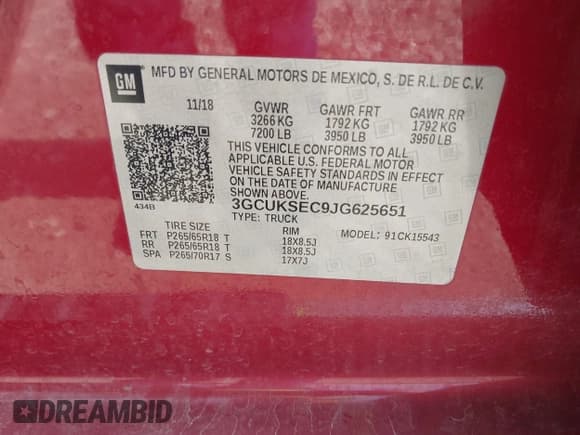 GM
MFD BY GENERAL MOTORS DE MEXICO, S. DE R.L. DE C.V.
11/18 GVWR GAWR FRT GAWR RR
3266 KG 1792 KG 1792 KG
7200 LB 3950 LB 3950 LB
THIS VEHICLE CONFORMS TO ALL
APPLICABLE U.S. FEDERAL MOTOR
VEHICLE SAFETY STANDARDS IN EFFECT
ON THE DATE OF MANUFACTURE
SHOWN ABOVE.
434B
3GCUKSEC9JG625651
TYPE: TRUCK MODEL: 91CK15543
TIRE SIZE RIM
FRT P265/65R18 T 18X8.5J
RR P265/65R18 T 18X8.5J
SPA P265/70R17 S 17X7J
DREAMBID